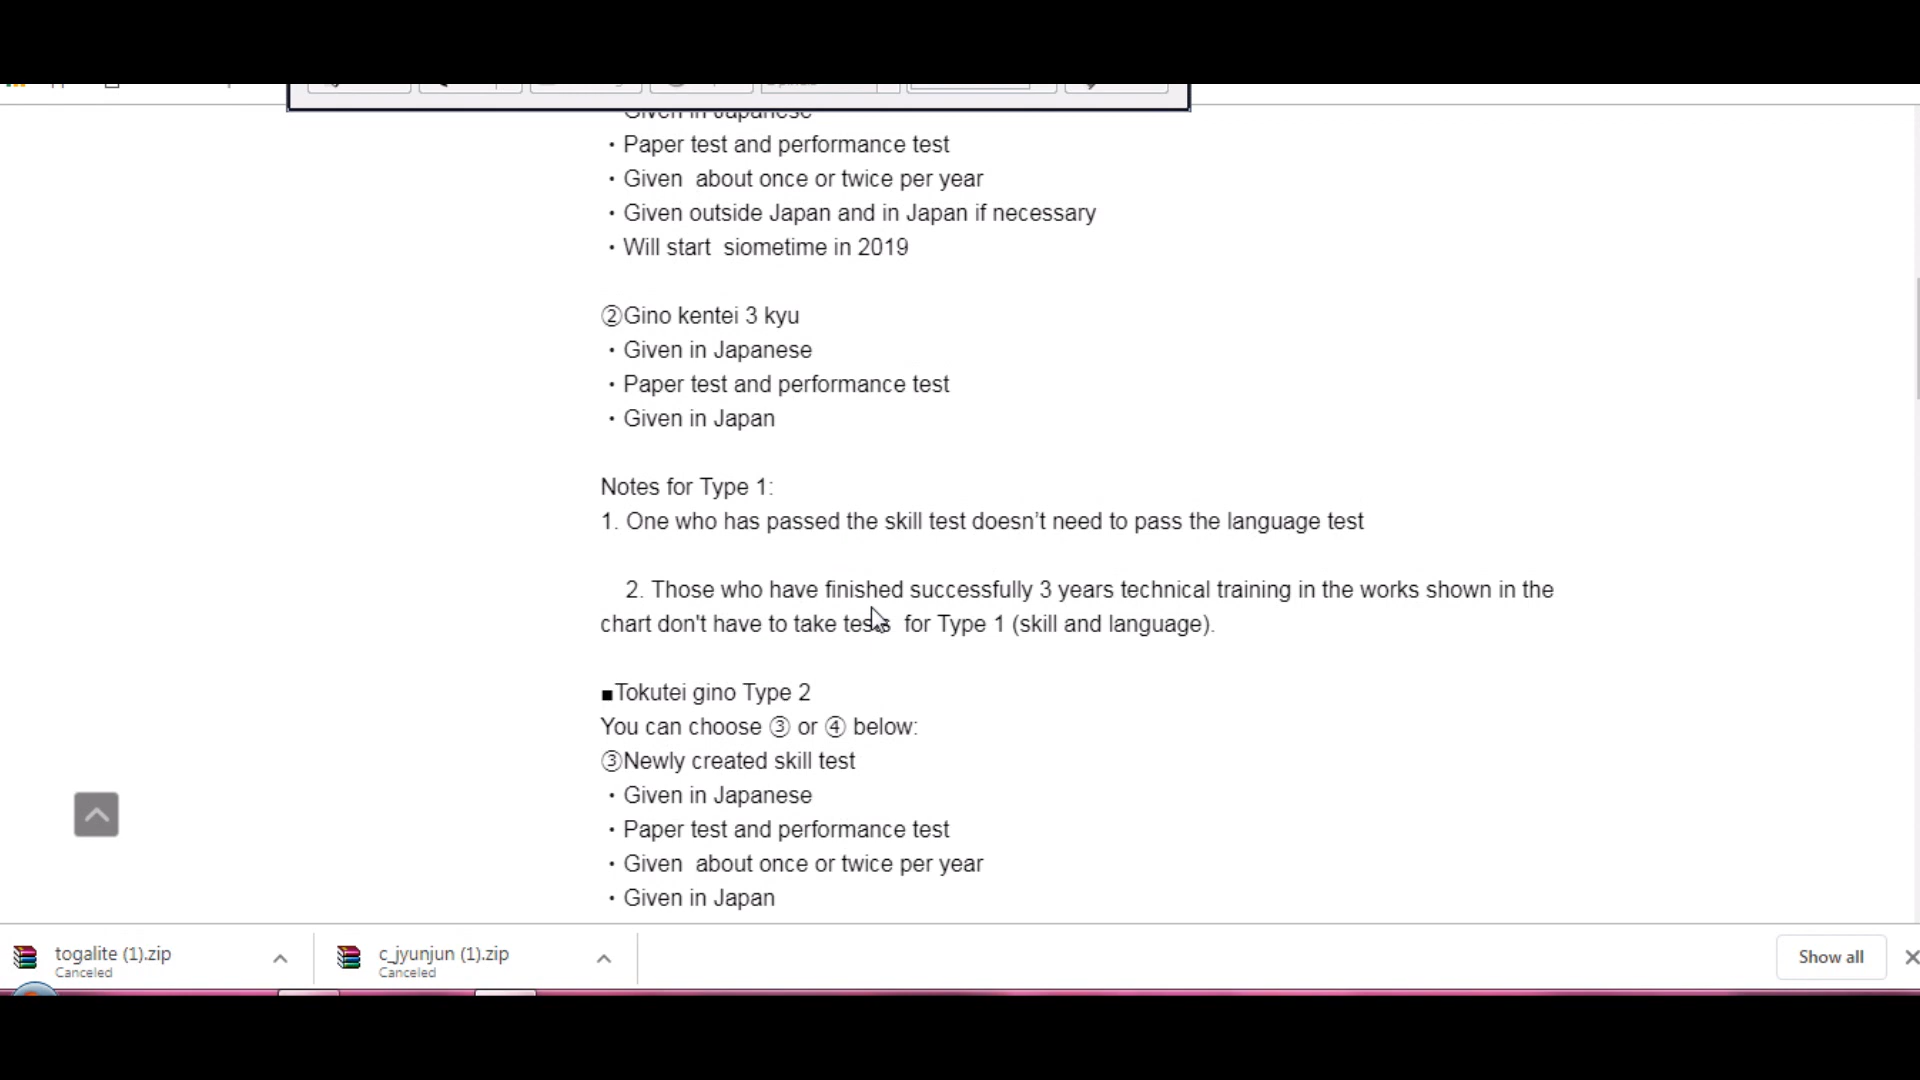 Given in Japanese
・Paper test and performance test
・Given  about once or twice per year
・Given outside Japan and in Japan if necessary
・Will start  siometime in 2019
②Gino kentei 3 kyu
・Given in Japanese
・Paper test and performance test
・Given in Japan
Notes for Type 1:
1. One who has passed the skill test doesn’t need to pass the language test
2. Those who have finished successfully 3 years technical training in the works shown in the
chart don't have to take tests  for Type 1 (skill and language).
■Tokutei gino Type 2
You can choose ③ or ④ below:
③Newly created skill test
・Given in Japanese
・Paper test and performance test
・Given  about once or twice per year
・Given in Japan
togalite (1).zip
Canceled
c_jyunjun (1).zip
Canceled
Show all